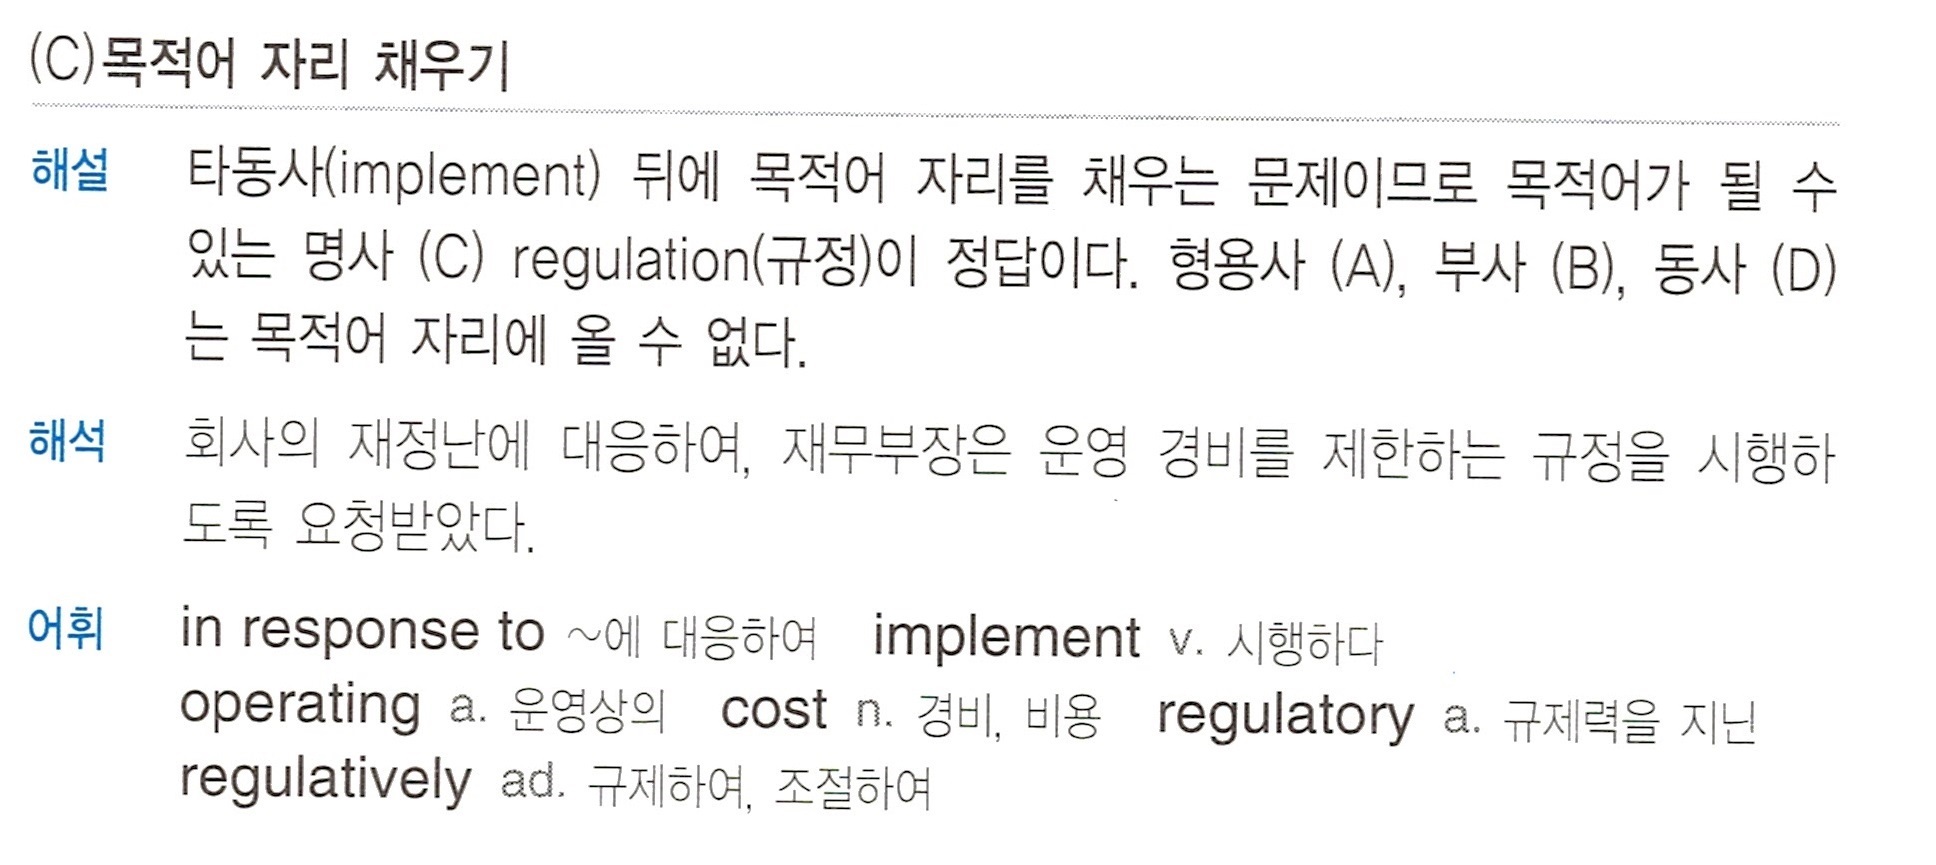 (C)목적어 자리 채우기
해설 타동사(implement) 뒤에 목적어 자리를 채우는 문제이므로 목적어가 될 수
있는 명사 (C) regulation(규정)이 정답이다. 형용사 (A), 부사 (B), 동사 (D)
는 목적어 자리에 올 수 없다.
해석 회사의 재정난에 대응하여, 재무부장은 운영 경비를 제한하는 규정을 시행하
도록 요청받았다.
어휘 in response to ~에 대응하여 implement v. 시행하다
operating a. 운영상의 cost n. 경비, 비용 regulatory a. 규제력을 지닌
regulatively ad. 규제하여, 조절하여